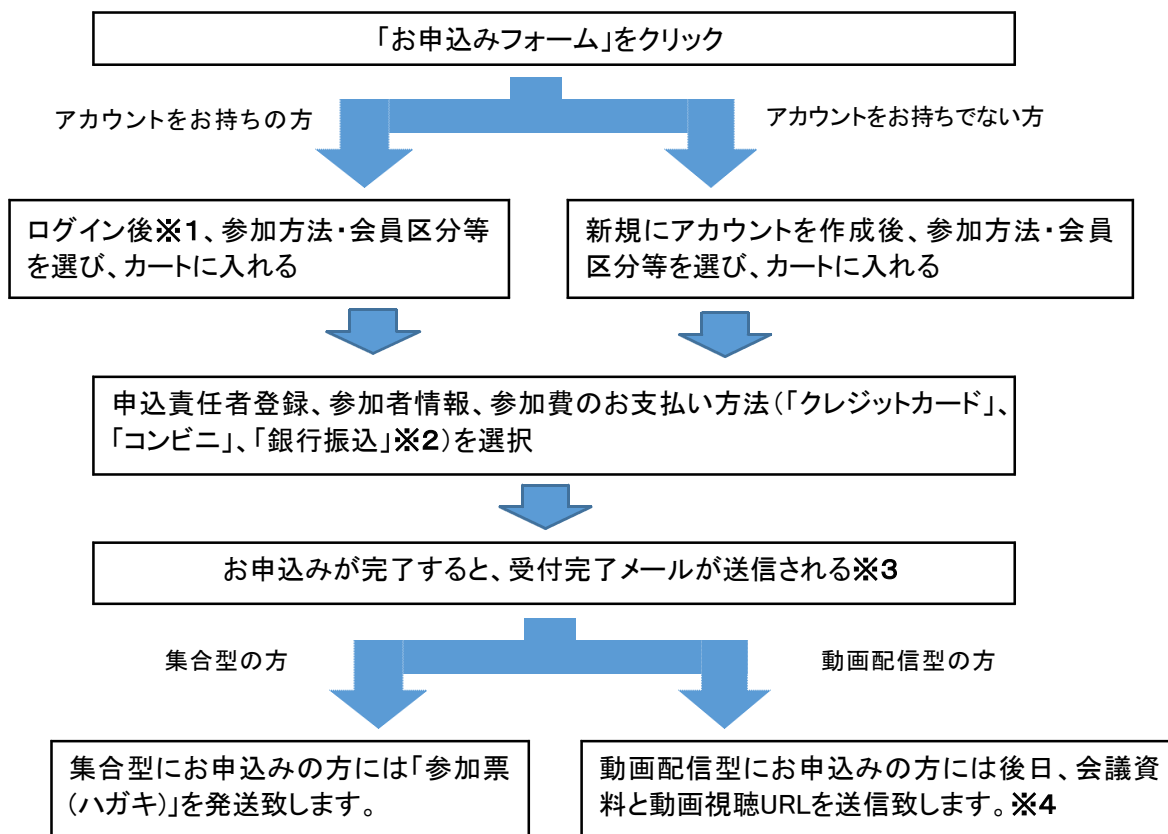 「お申込みフォーム」をクリック
アカウントをお持ちの方
アカウントをお持ちでない方
ログイン後※１、参加方法・会員区分等
を選び、カートに入れる
新規にアカウントを作成後、参加方法・会員
区分等を選び、カートに入れる
申込責任者登録、参加者情報、参加費のお支払い方法（「クレジットカード」、
「コンビニ」、「銀行振込」※２）を選択
お申込みが完了すると、受付完了メールが送信される※３
集合型の方
動画配信型の方
集合型にお申込みの方には「参加票
（ハガキ）」を発送致します。
動画配信型にお申込みの方には後日、会議資
料と動画視聴URLを送信致します。※４